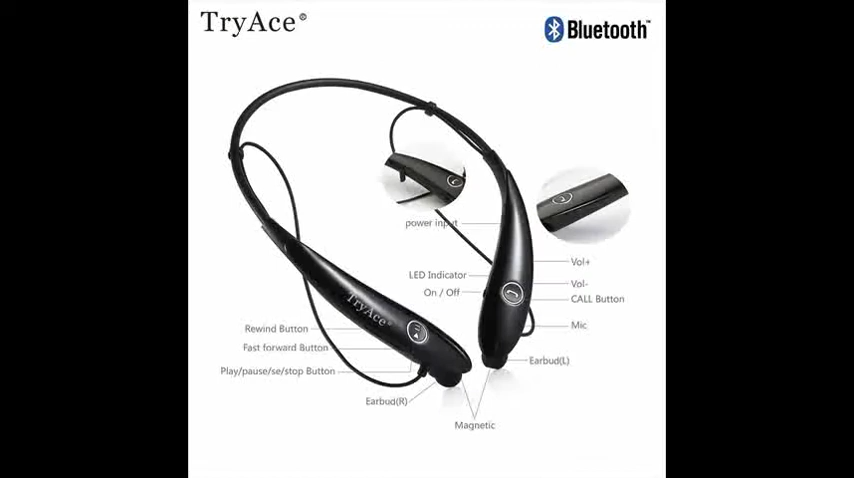 TryAce®
Bluetooth™
power input
Vol+
LED Indicator
Vol-
On / Off
CALL Button
TryAce®
Mic
Rewind Button
Fast forward Button
Earbud(L)
Play/pause/se/stop Button
Earbud(R)
Magnetic